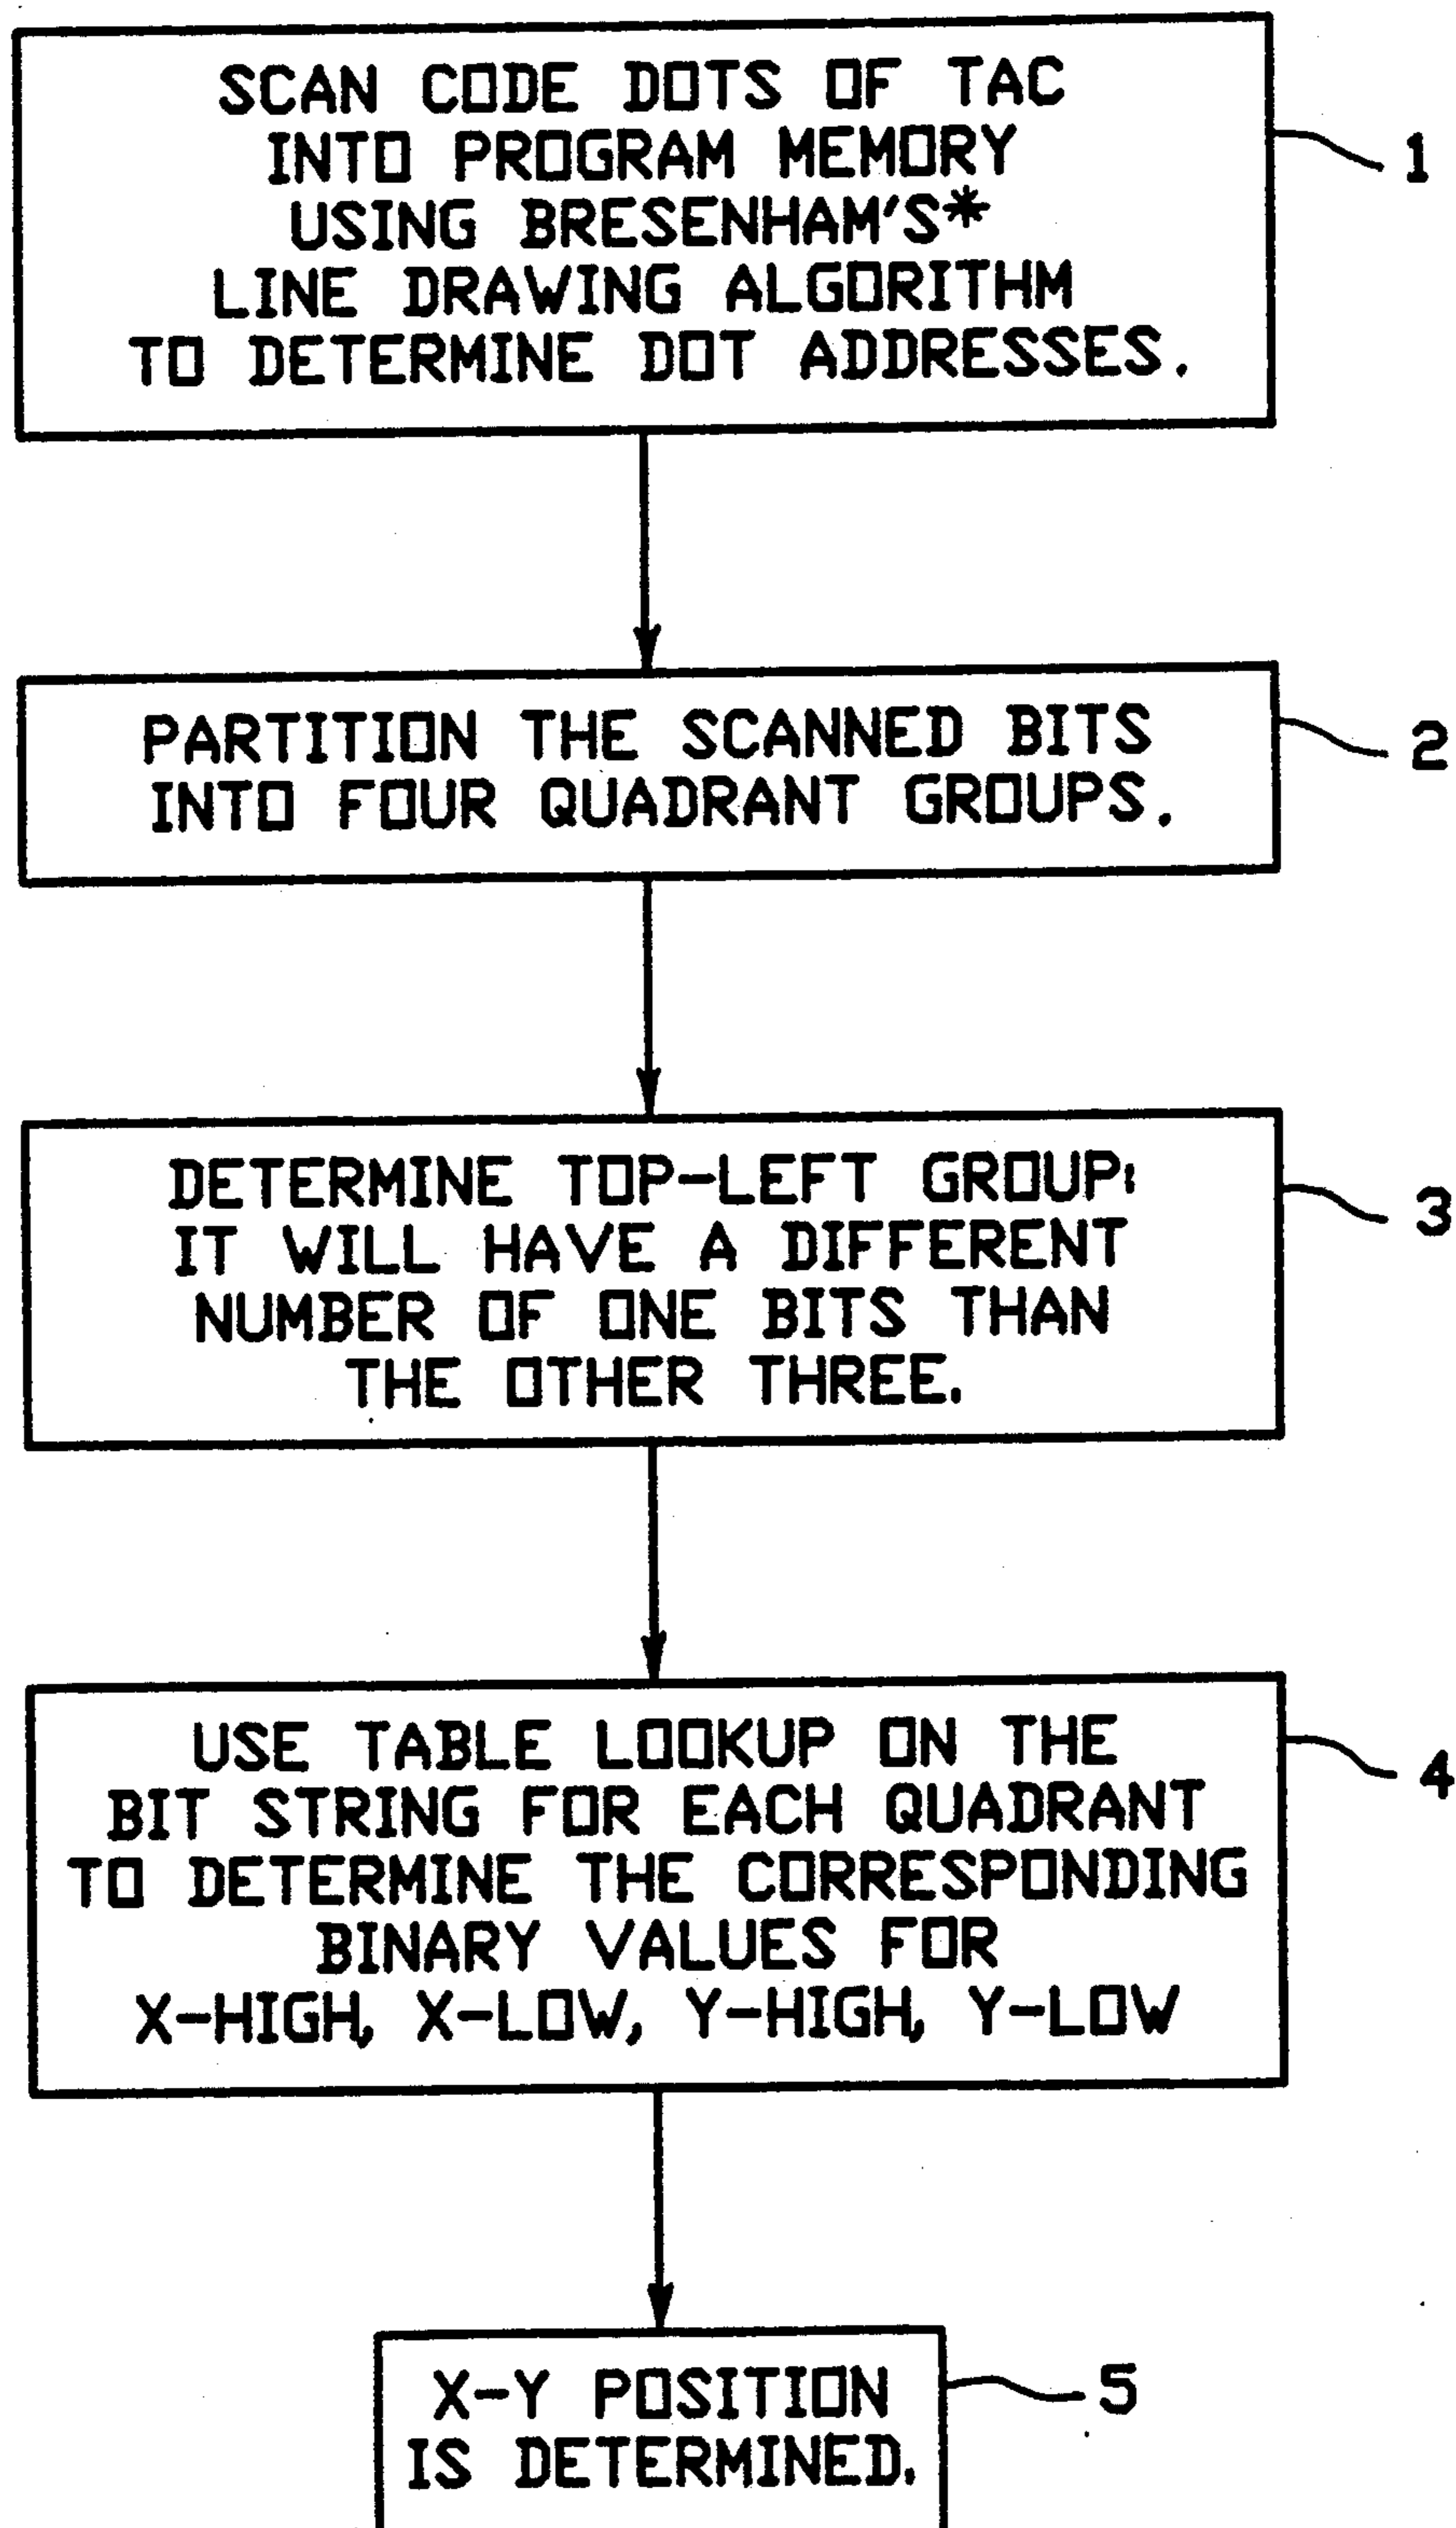 SCAN CODE DOTS OF TAC
INTO PROGRAM MEMORY
USING BRESENHAM'S*
LINE DRAWING ALGORITHM
TO DETERMINE DOT ADDRESSES.
1
PARTITION THE SCANNED BITS
INTO FOUR QUADRANT GROUPS.
2
DETERMINE TOP-LEFT GROUP:
IT WILL HAVE A DIFFERENT
NUMBER OF ONE BITS THAN
THE OTHER THREE.
3
USE TABLE LOOKUP ON THE
BIT STRING FOR EACH QUADRANT
TO DETERMINE THE CORRESPONDING
BINARY VALUES FOR
X-HIGH, X-LOW, Y-HIGH, Y-LOW
4
X-Y POSITION
IS DETERMINED.
5